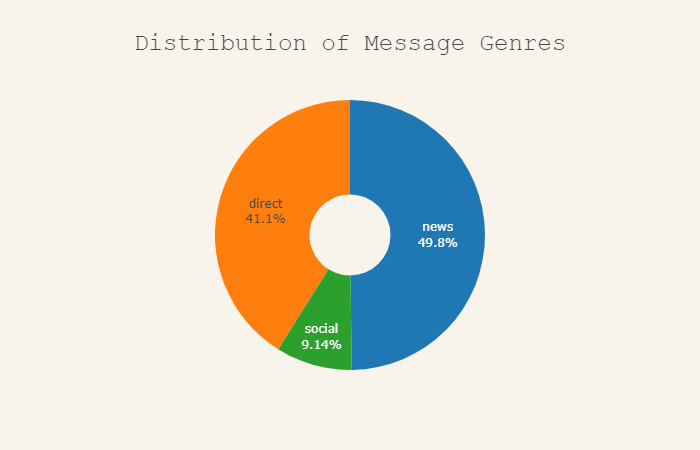 Distribution of Message Genres
direct
41.1%
news
49.8%
social
9.14%